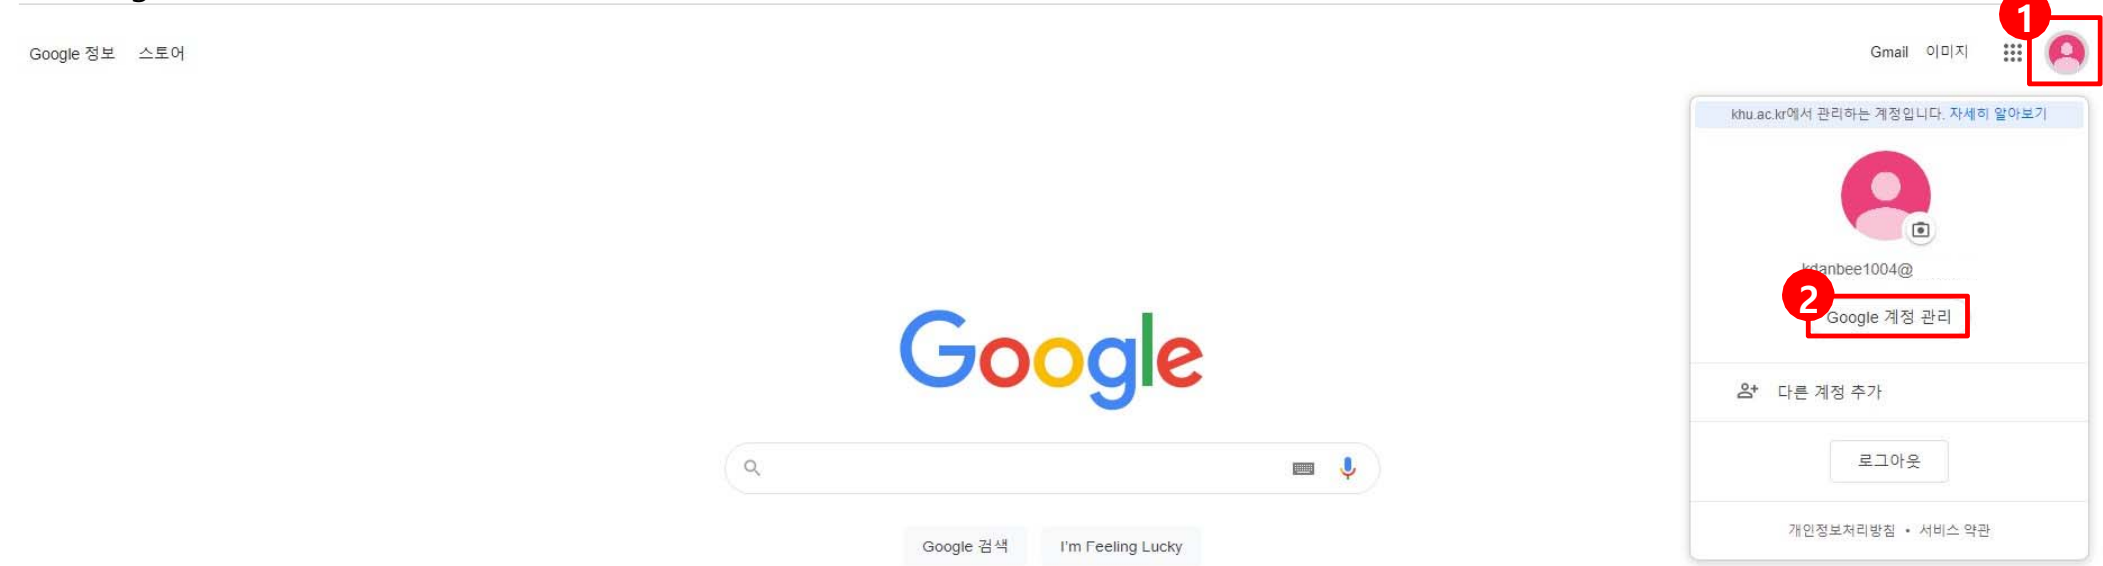 1
Google 정보 스토어
Gmail 이미지
khu.ac.kr에서 관리하는 계정입니다. 자세히 알아보기
kdanbee1004@
2
Google 계정 관리
Google
다른 계정 추가
로그아웃
개인정보처리방침 • 서비스 약관
Google 검색 I'm Feeling Lucky